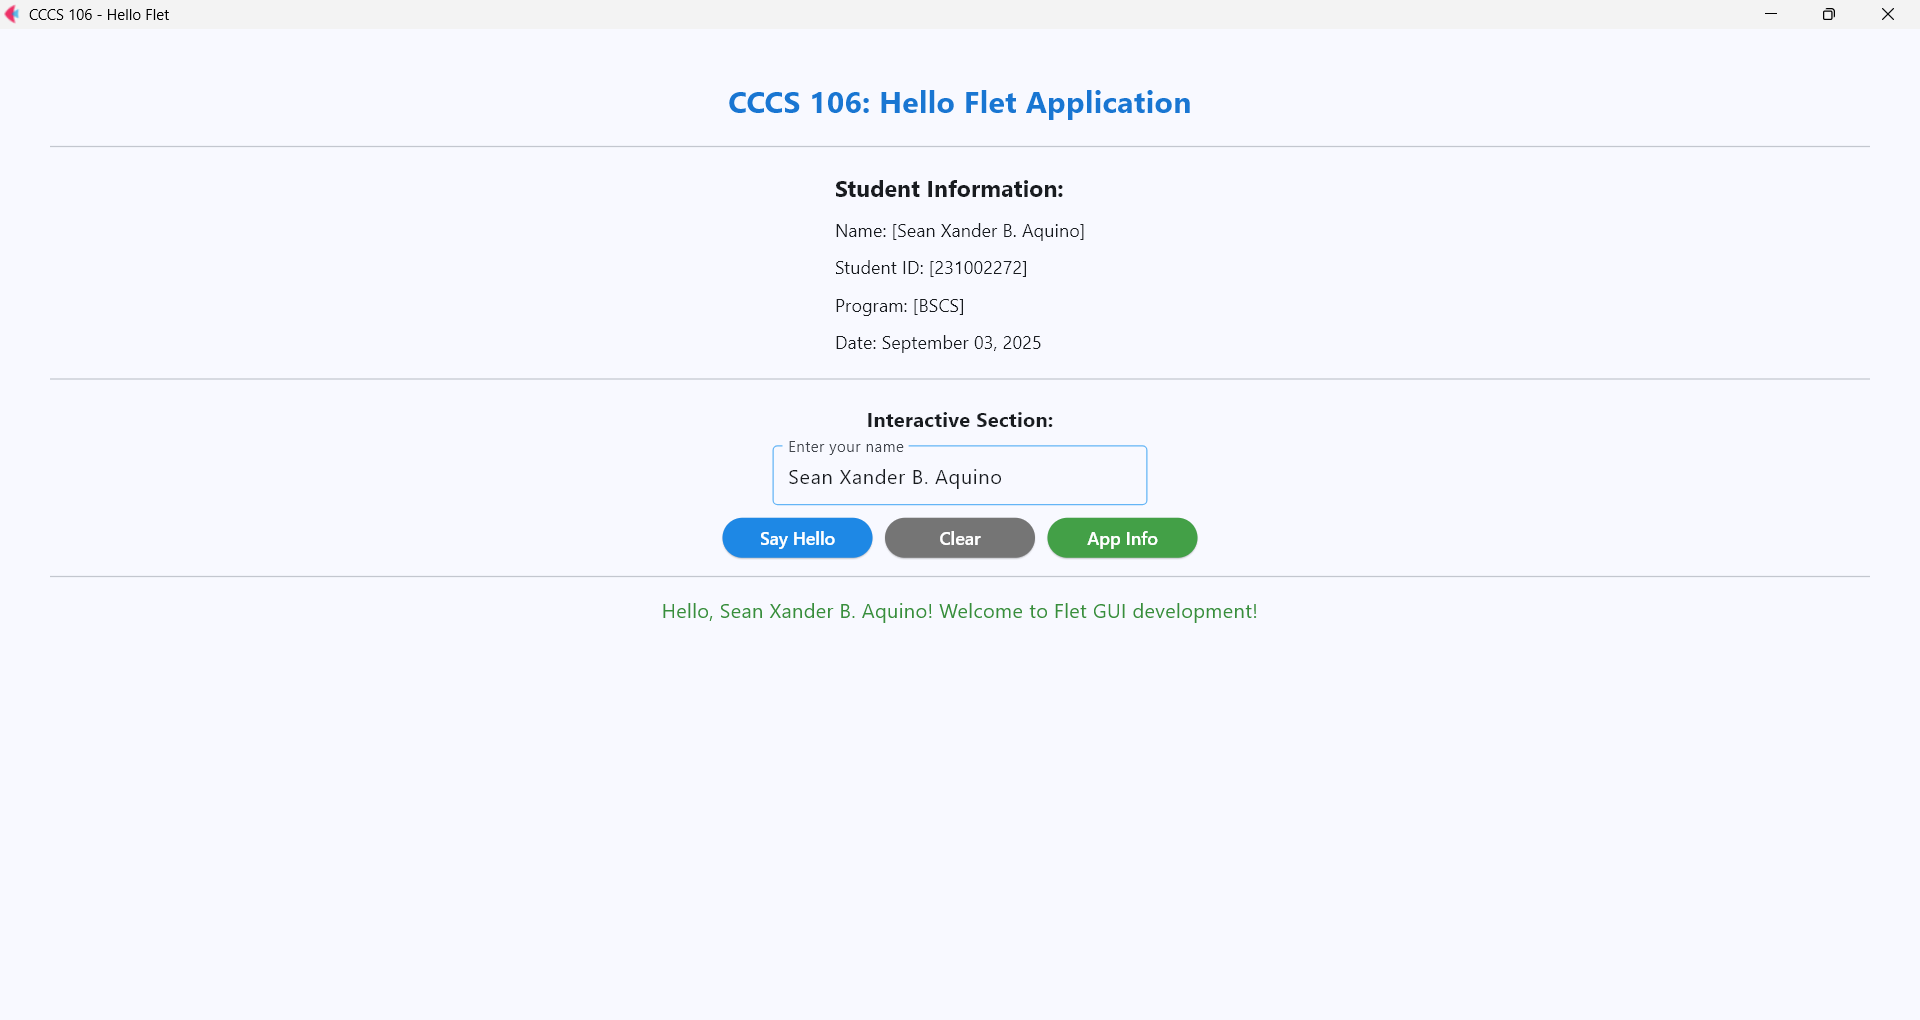 CCCS 106 - Hello Flet
CCCS 106: Hello Flet Application
Student Information:
Name: [Sean Xander B. Aquino]
Student ID: [231002272]
Program: [BSCS]
Date: September 03, 2025
Interactive Section:
Enter your name
Sean Xander B. Aquino
Say Hello Clear App Info
Hello, Sean Xander B. Aquino! Welcome to Flet GUI development!